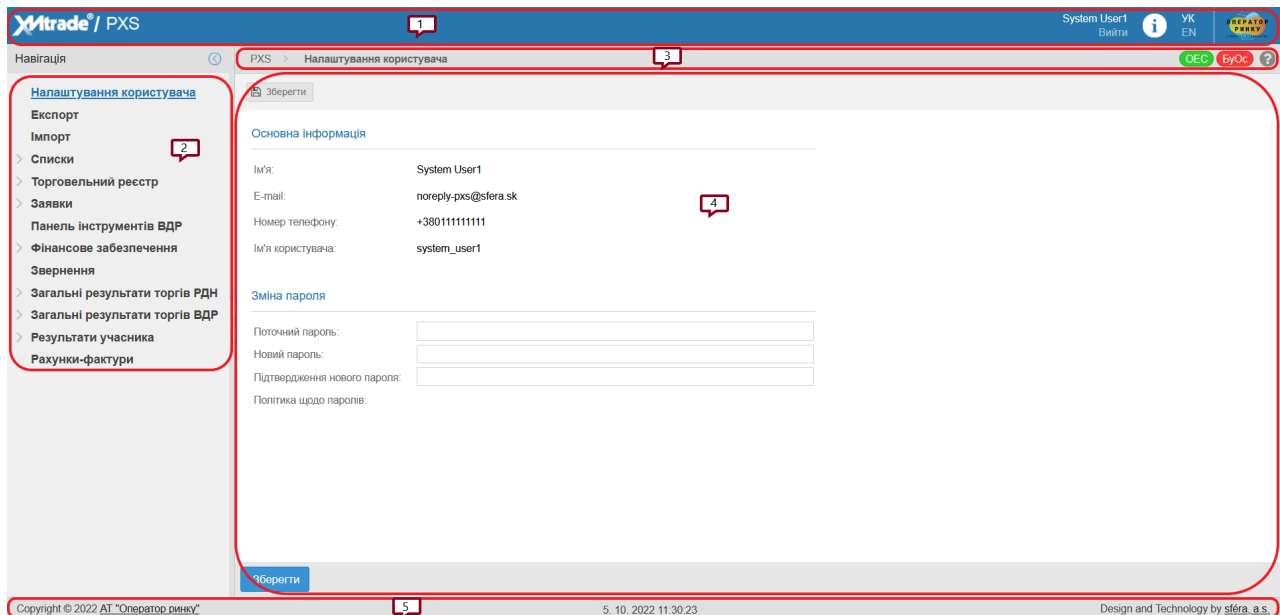 XMtrade®/ PXS
1
System User1
Вийти
i
УК
EN
ОПЕРАТОР
РИНКУ
Навігація
PXS > Налаштування користувача
3
ОЕС
БуОс
?
Налаштування користувача
Експорт
Імпорт
Списки
2
Торговельний реєстр
Заявки
Панель інструментів ВДР
Фінансове забезпечення
Звернення
Загальні результати торгів РДН
Загальні результати торгів ВДР
Результати учасника
Рахунки-фактури
Зберегти
Основна інформація
Ім'я: System User1
E-mail: noreply-pxs@sfera.sk
4
Номер телефону: +380111111111
Ім'я користувача: system_user1
Зміна пароля
Поточний пароль:
Новий пароль:
Підтвердження нового пароля:
Політика щодо паролів:
Зберегти
Copyright © 2022 АТ "Оператор ринку"
5
5. 10. 2022 11:30:23
Design and Technology by sféra, a.s.